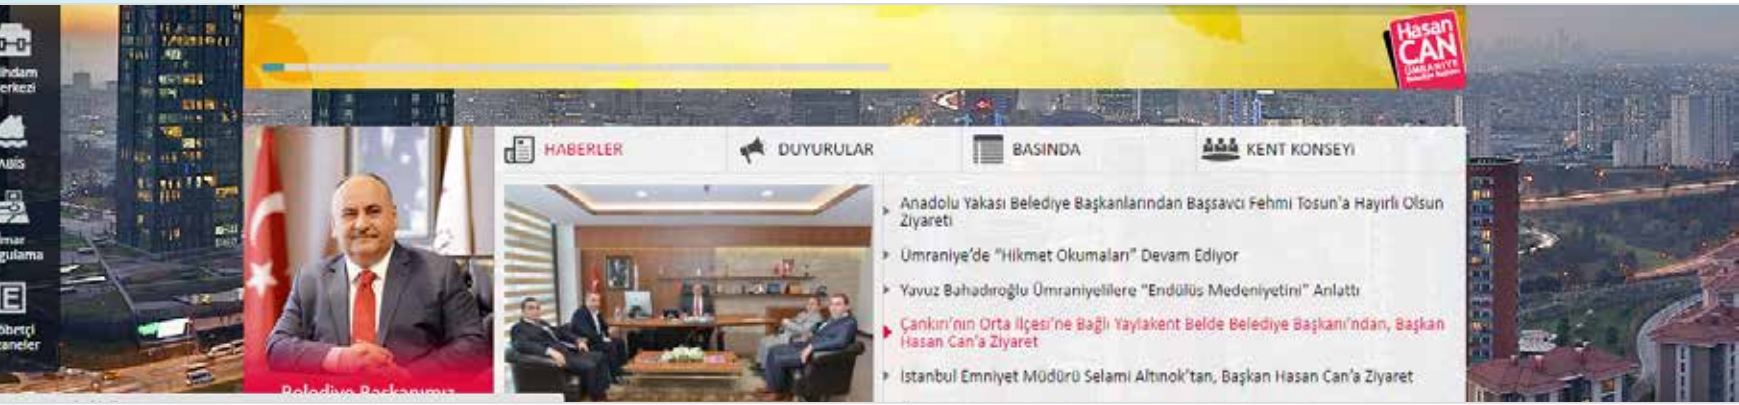 Hasan
CAN
ÜMRANİYE
Belediye Başkanı
HABERLER
DUYURULAR
BASINDA
KENT KONSEYİ
Anadolu Yakası Belediye Başkanlarından Başsavcı Fehmi Tosun'a Hayırlı Olsun
Ziyareti
Ümraniye'de "Hikmet Okumaları" Devam Ediyor
Yavuz Bahadıroğlu Ümraniyelilere "Endülüs Medeniyetini" Anlattı
Çankırı'nın Orta İlçesi'ne Bağlı Yaylakent Belde Belediye Başkanı'ndan, Başkan
Hasan Can'a Ziyaret
İstanbul Emniyet Müdürü Selami Altınok'tan, Başkan Hasan Can'a Ziyaret
Belediye Başkanımız